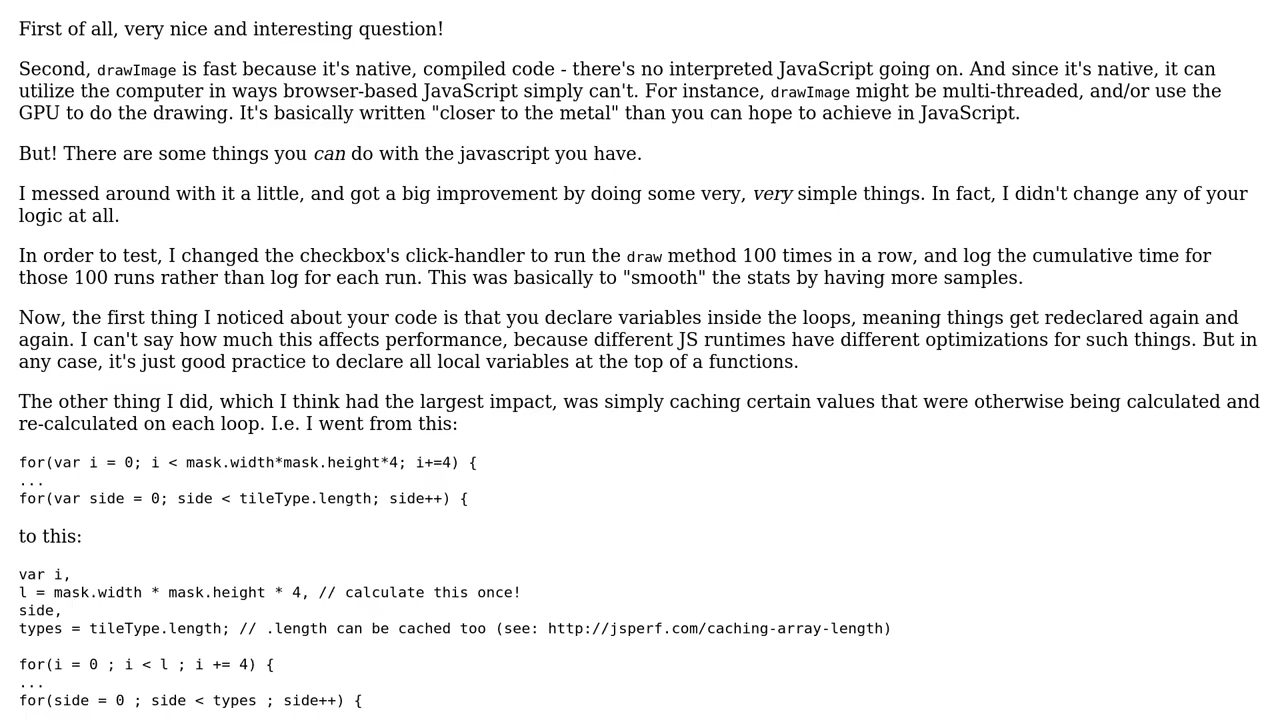 First of all, very nice and interesting question!
Second, drawImage is fast because it's native, compiled code - there's no interpreted JavaScript going on. And since it's native, it can
utilize the computer in ways browser-based JavaScript simply can't. For instance, drawImage might be multi-threaded, and/or use the
GPU to do the drawing. It's basically written "closer to the metal" than you can hope to achieve in JavaScript.
But! There are some things you can do with the javascript you have.
I messed around with it a little, and got a big improvement by doing some very, very simple things. In fact, I didn't change any of your
logic at all.
In order to test, I changed the checkbox's click-handler to run the draw method 100 times in a row, and log the cumulative time for
those 100 runs rather than log for each run. This was basically to "smooth" the stats by having more samples.
Now, the first thing I noticed about your code is that you declare variables inside the loops, meaning things get redeclared again and
again. I can't say how much this affects performance, because different JS runtimes have different optimizations for such things. But in
any case, it's just good practice to declare all local variables at the top of a functions.
The other thing I did, which I think had the largest impact, was simply caching certain values that were otherwise being calculated and
re-calculated on each loop. I.e. I went from this:
for(var i = 0; i < mask.width*mask.height*4; i+=4) {
...
for(var side = 0; side < tileType.length; side++) {
to this:
var i,
l = mask.width * mask.height * 4, // calculate this once!
side,
types = tileType.length; // .length can be cached too (see: http://jsperf.com/caching-array-length)
for(i = 0 ; i < l ; i += 4) {
...
for(side = 0 ; side < types ; side++) {